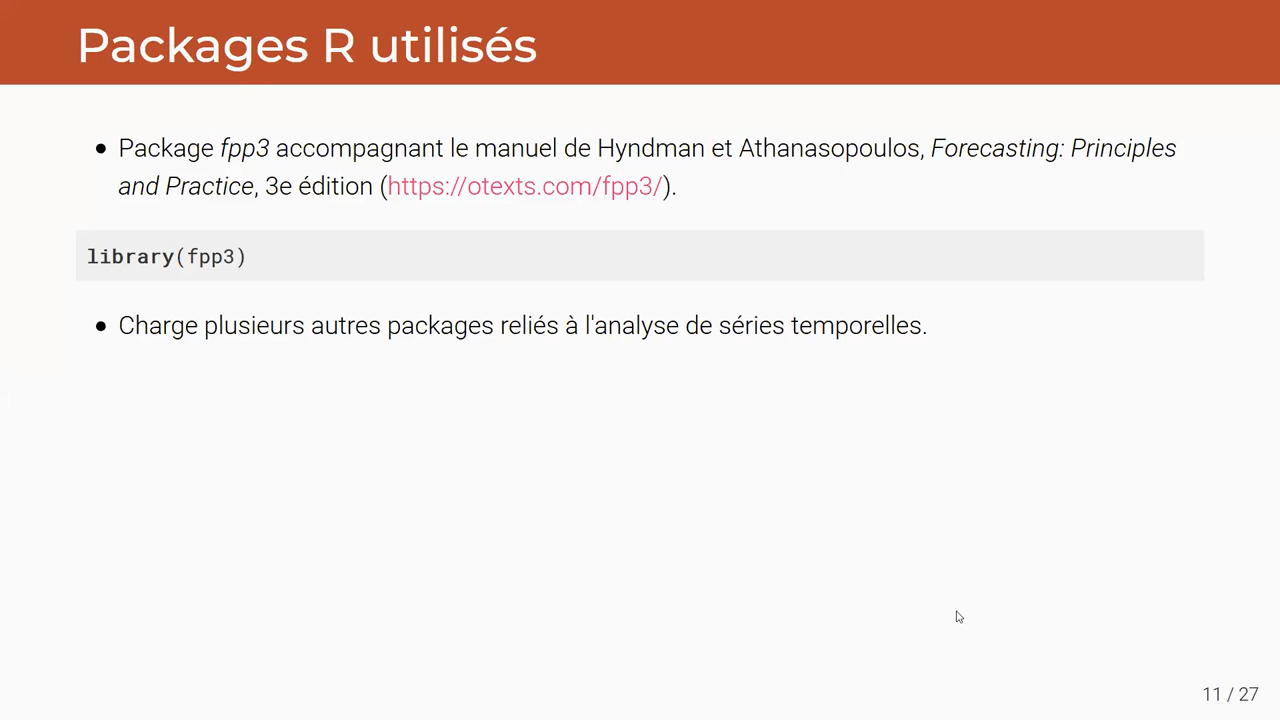 Packages R utilisés
• Package fpp3 accompagnant le manuel de Hyndman et Athanasopoulos, Forecasting: Principles
and Practice, 3e édition (https://otexts.com/fpp3/).
library(fpp3)
• Charge plusieurs autres packages reliés à l'analyse de séries temporelles.
11 / 27